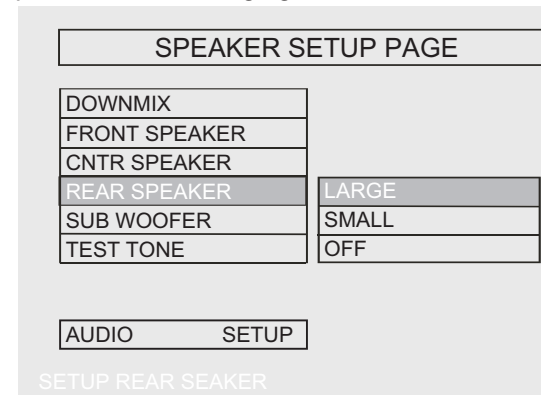 SPEAKER SETUP PAGE
DOWNMIX
FRONT SPEAKER
CNTR SPEAKER
REAR SPEAKER LARGE
SUB WOOFER SMALL
TEST TONE OFF
AUDIO SETUP
SETUP REAR SEAKER